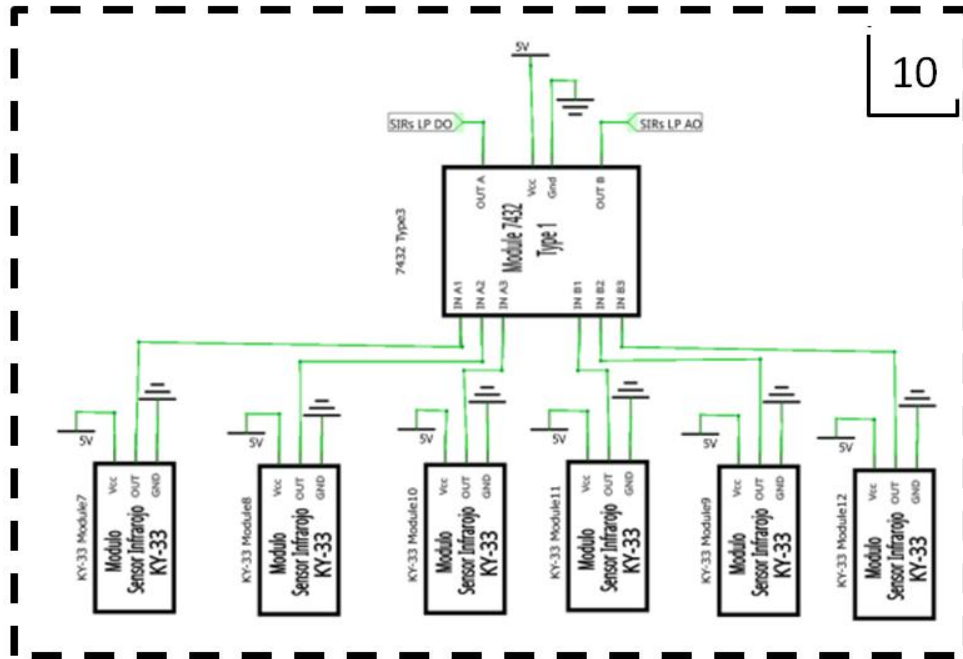 10
5V
SIRs LP DO
SIRs LP AO
OUT A
Vcc
Gnd
OUT B
7432 Type3
Module 7432
Type 1
IN A1
IN A2
IN A3
IN B1
IN B2
IN B3
5V
Vcc
OUT
GND
KY-33 Module7
Modulo
Sensor Infrarojo
KY-33
5V
Vcc
OUT
GND
KY-33 Module8
Modulo
Sensor Infrarojo
KY-33
5V
Vcc
OUT
GND
KY-33 Module10
Modulo
Sensor Infrarojo
KY-33
5V
Vcc
OUT
GND
KY-33 Module11
Modulo
Sensor Infrarojo
KY-33
5V
Vcc
OUT
GND
KY-33 Module9
Modulo
Sensor Infrarojo
KY-33
5V
Vcc
OUT
GND
KY-33 Module12
Modulo
Sensor Infrarojo
KY-33